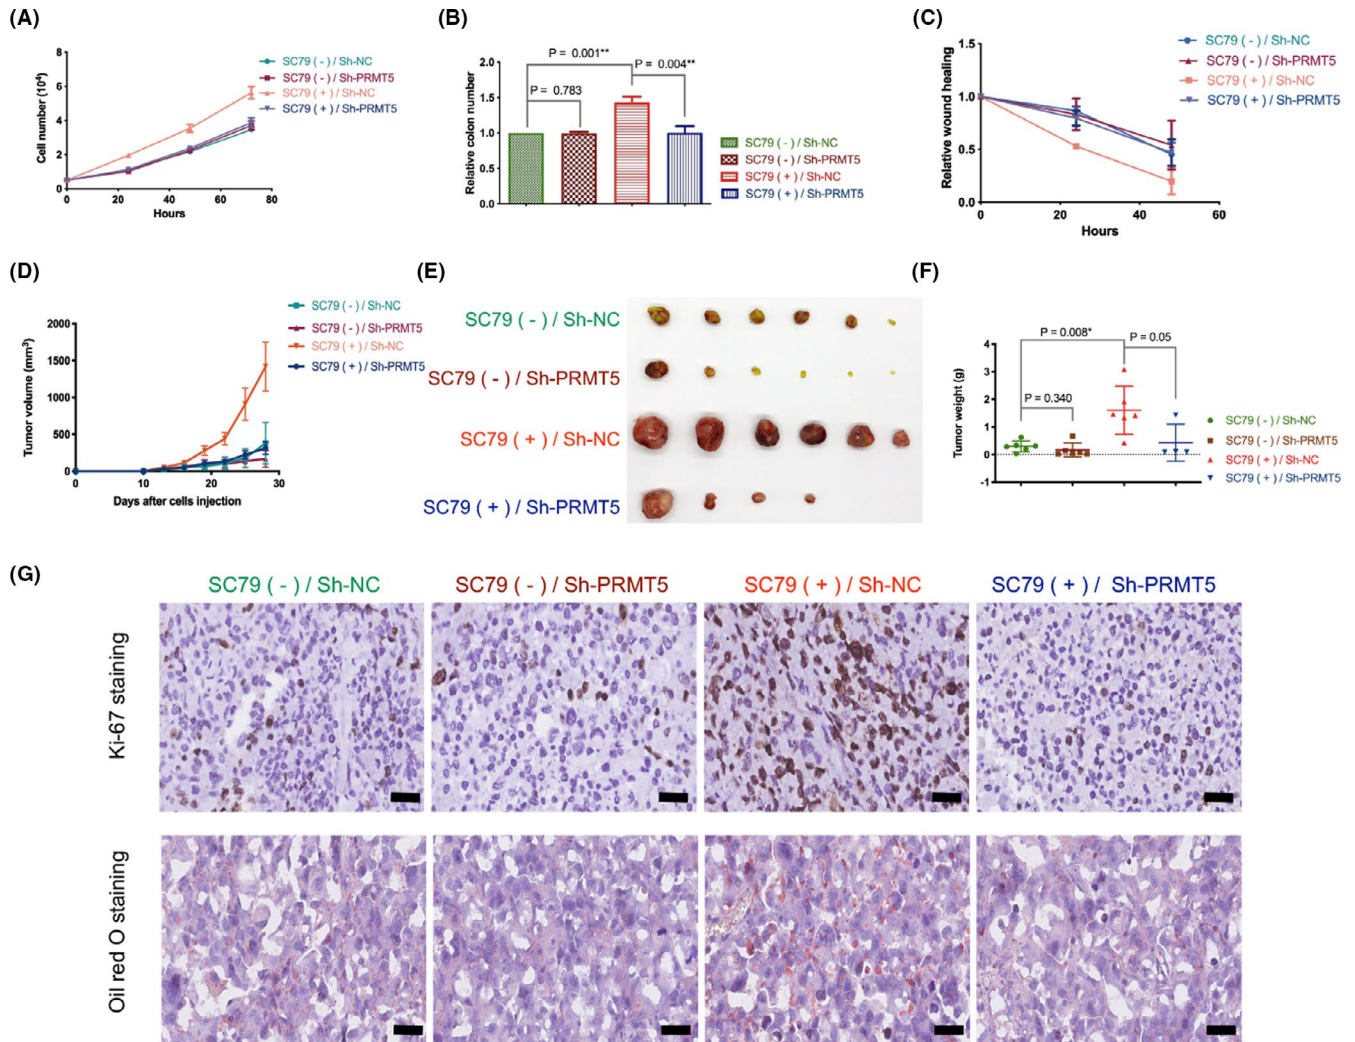 (A)
Cell number (10⁴)
8
6
4
2
0
0
20
40
60
80
Hours
SC79 ( - ) / Sh-NC
SC79 ( - ) / Sh-PRMT5
SC79 ( + ) / Sh-NC
SC79 ( + ) / Sh-PRMT5
(B)
Relative colon number
2.0
1.5
1.0
0.5
0.0
P = 0.001**
P = 0.004**
P = 0.783
SC79 ( - ) / Sh-NC
SC79 ( - ) / Sh-PRMT5
SC79 ( + ) / Sh-NC
SC79 ( + ) / Sh-PRMT5
(C)
Relative wound healing
1.5
1.0
0.5
0.0
0
20
40
60
Hours
SC79 ( - ) / Sh-NC
SC79 ( - ) / Sh-PRMT5
SC79 ( + ) / Sh-NC
SC79 ( + ) / Sh-PRMT5
(D)
Tumor volume (mm³)
2000
1500
1000
500
0
0
10
20
30
Days after cells injection
SC79 ( - ) / Sh-NC
SC79 ( - ) / Sh-PRMT5
SC79 ( + ) / Sh-NC
SC79 ( + ) / Sh-PRMT5
(E)
SC79 ( - ) / Sh-NC
SC79 ( - ) / Sh-PRMT5
SC79 ( + ) / Sh-NC
SC79 ( + ) / Sh-PRMT5
(F)
Tumor weight (g)
4
3
2
1
0
-1
P = 0.008*
P = 0.05
P = 0.340
SC79 ( - ) / Sh-NC
SC79 ( - ) / Sh-PRMT5
SC79 ( + ) / Sh-NC
SC79 ( + ) / Sh-PRMT5
(G)
SC79 ( - ) / Sh-NC
SC79 ( - ) / Sh-PRMT5
SC79 ( + ) / Sh-NC
SC79 ( + ) / Sh-PRMT5
Ki-67 staining
Oil red O staining